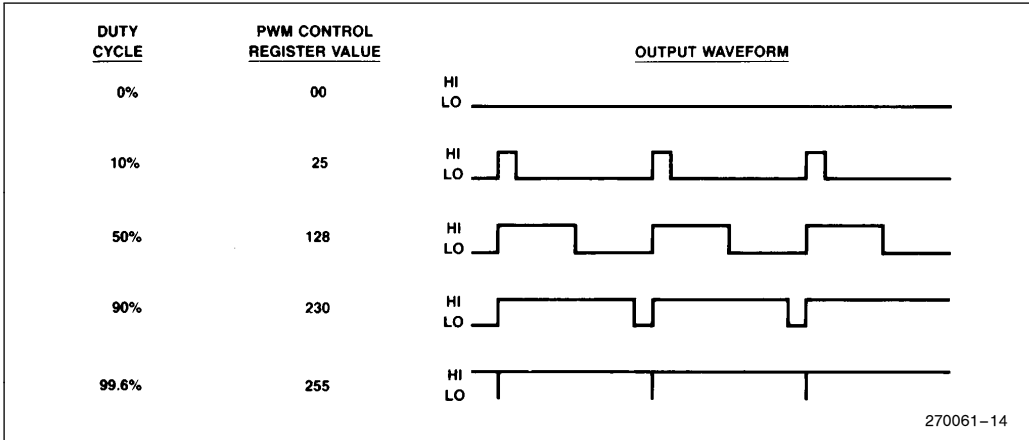 DUTY CYCLE PWM CONTROL REGISTER VALUE OUTPUT WAVEFORM
0% 00 HI LO
10% 25 HI LO
50% 128 HI LO
90% 230 HI LO
99.6% 255 HI LO
270061–14